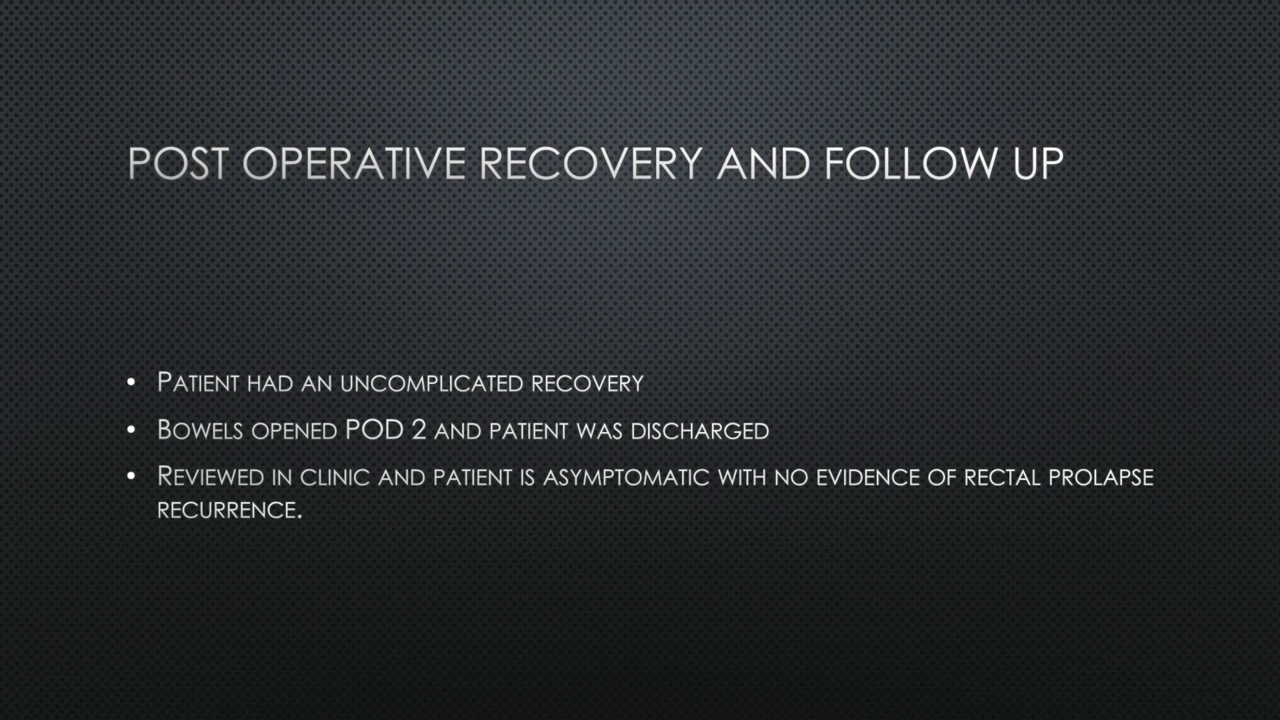 POST OPERATIVE RECOVERY AND FOLLOW UP
• PATIENT HAD AN UNCOMPLICATED RECOVERY
• BOWELS OPENED POD 2 AND PATIENT WAS DISCHARGED
• REVIEWED IN CLINIC AND PATIENT IS ASYMPTOMATIC WITH NO EVIDENCE OF RECTAL PROLAPSE
RECURRENCE.